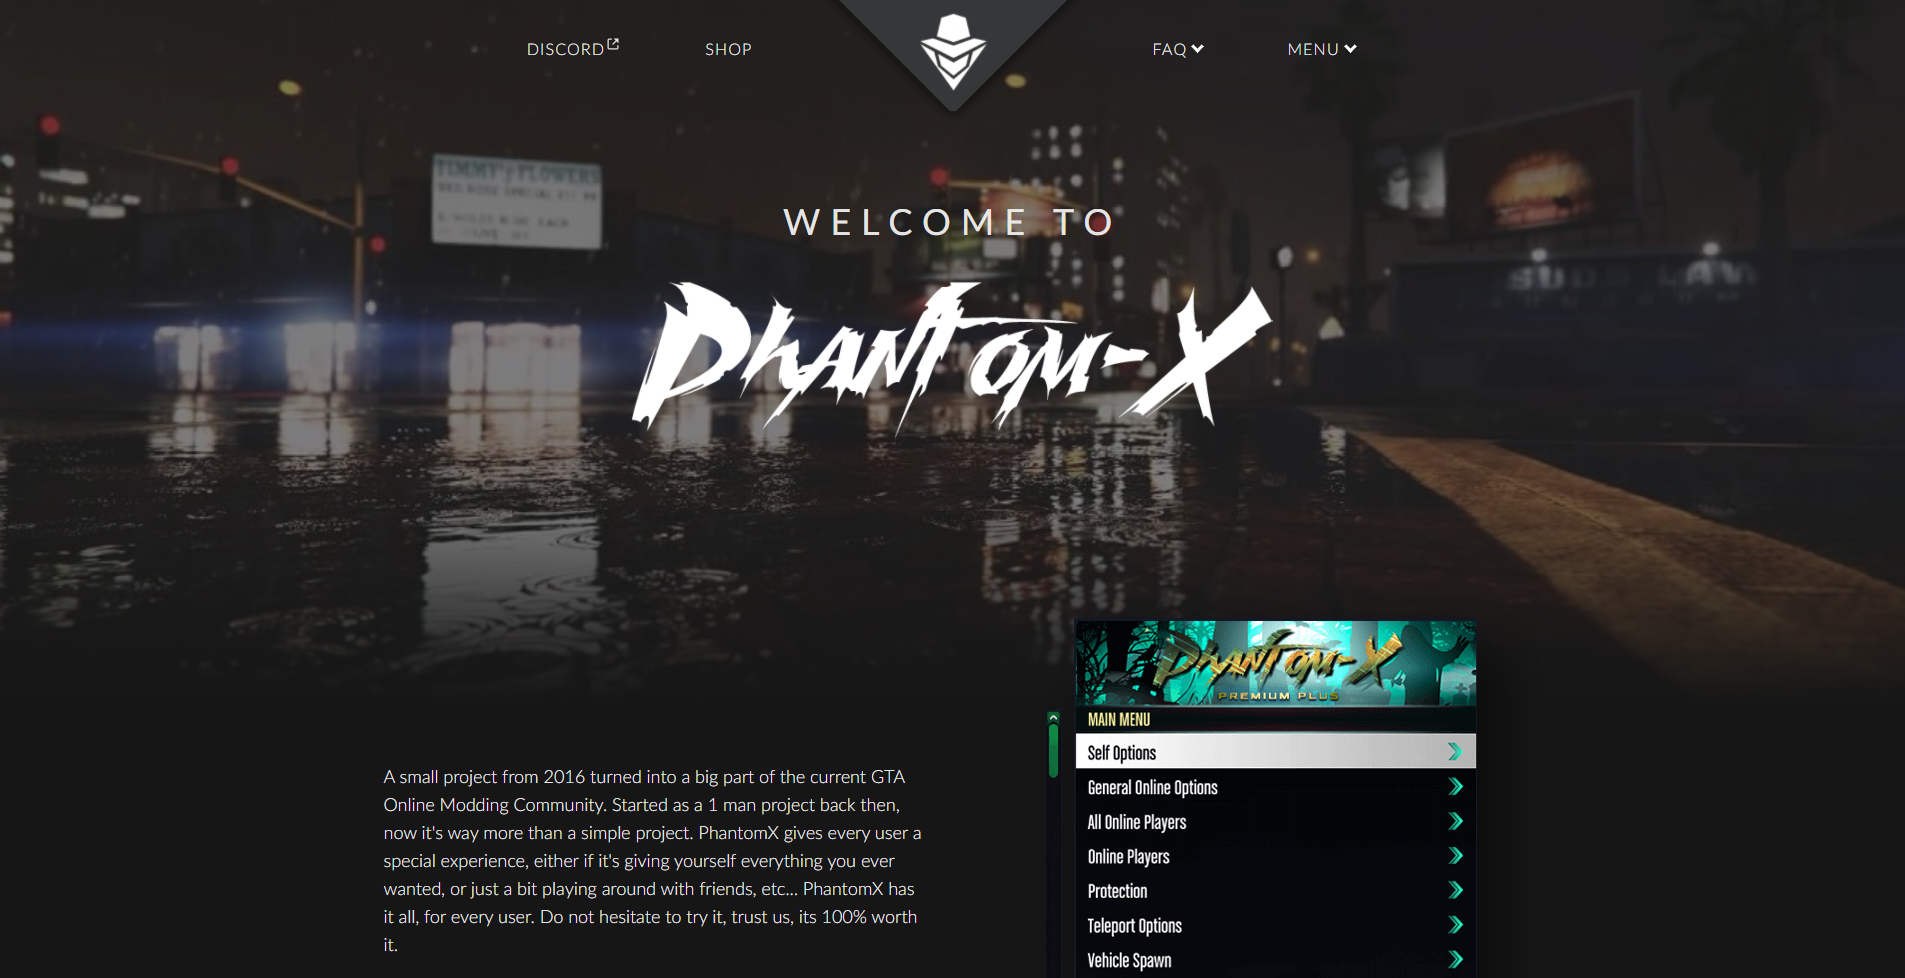 DISCORD
SHOP
FAQ
MENU
TIMMY'S FLOWERS
WELCOME TO
PHANTOM-X
PHANTOM-X
PREMIUM PLUS
MAIN MENU
Self Options
General Online Options
All Online Players
Online Players
Protection
Teleport Options
Vehicle Spawn
A small project from 2016 turned into a big part of the current GTA
Online Modding Community. Started as a 1 man project back then,
now it's way more than a simple project. PhantomX gives every user a
special experience, either if it's giving yourself everything you ever
wanted, or just a bit playing around with friends, etc... PhantomX has
it all, for every user. Do not hesitate to try it, trust us, its 100% worth
it.